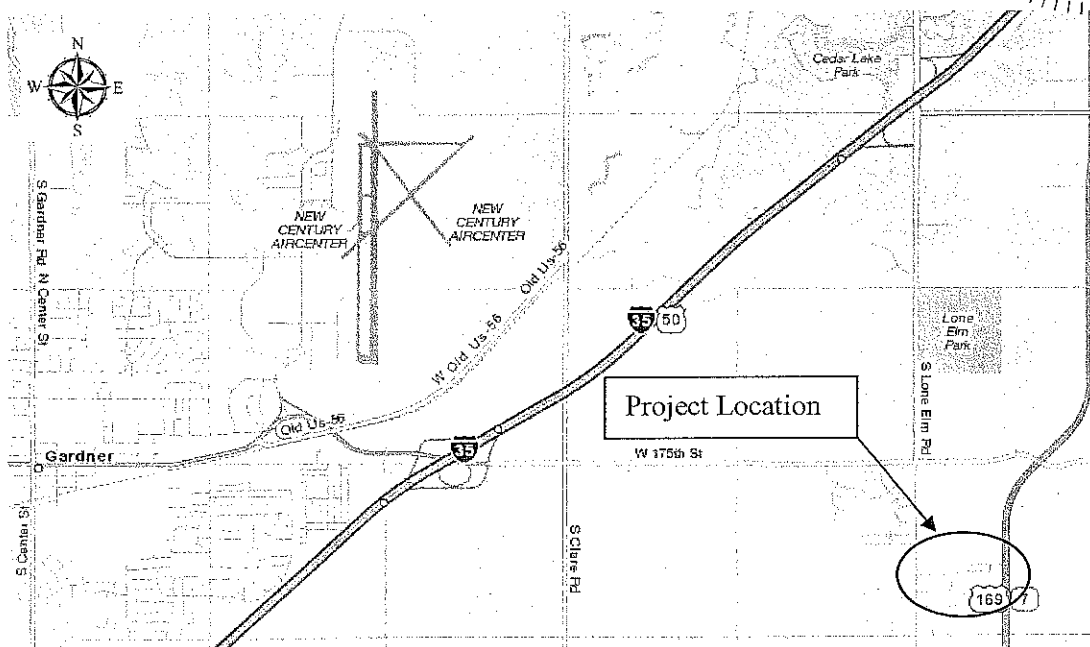 N
W E
S
Cedar Lake
Park
NEW
CENTURY
AIRCENTER
NEW
CENTURY
AIRCENTER
S Gardner Rd
N Center St
Old Us-56
W Old Us-56
Old Us-56
35
50
Lone
Elm
Park
S Lone Elm Rd
Project Location
W 175th St
35
Gardner
S Center St
S Clare Rd
169
7